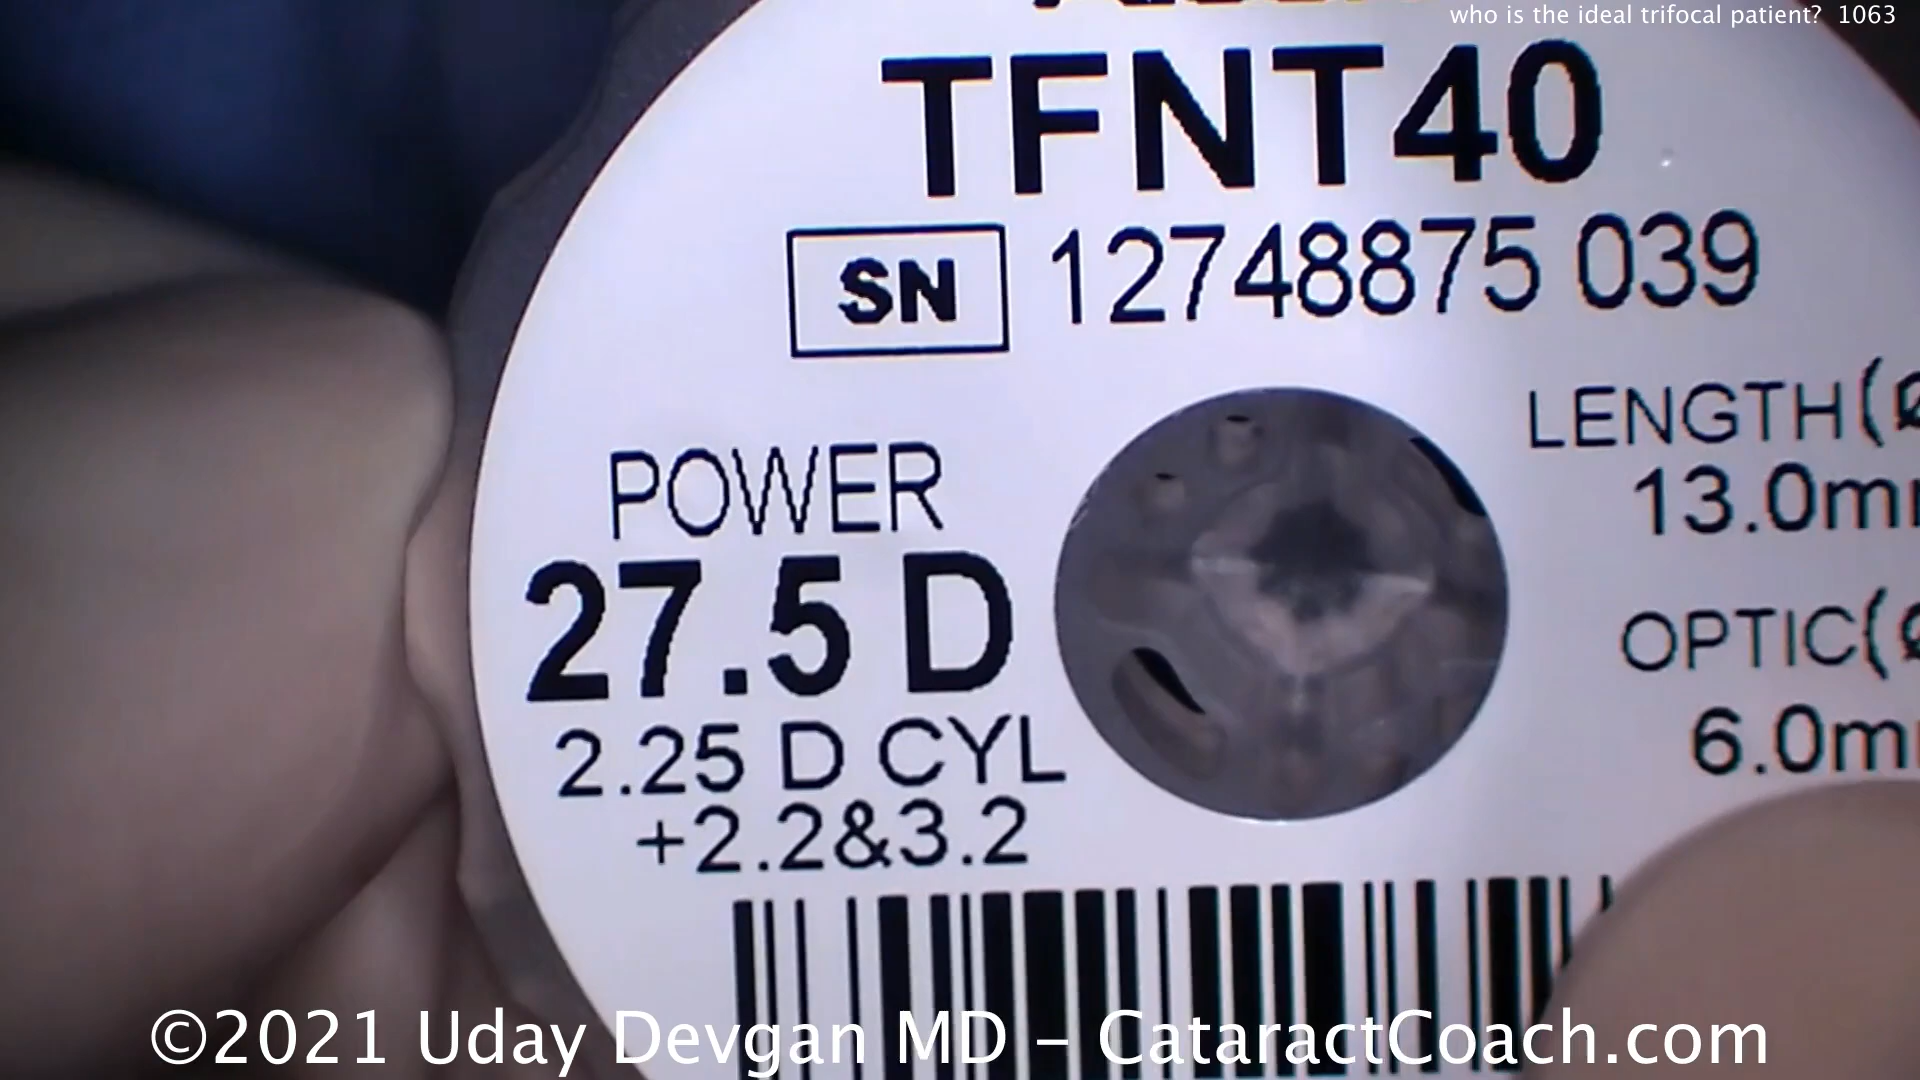 who is the ideal trifocal patient? 1063
TFNT40
SN 12748875 039
LENGTH(Ø
13.0m
POWER
27.5 D
OPTIC(Ø
2.25 D CYL
6.0m
+2.2&3.2
©2021 Uday Devgan MD – CataractCoach.com